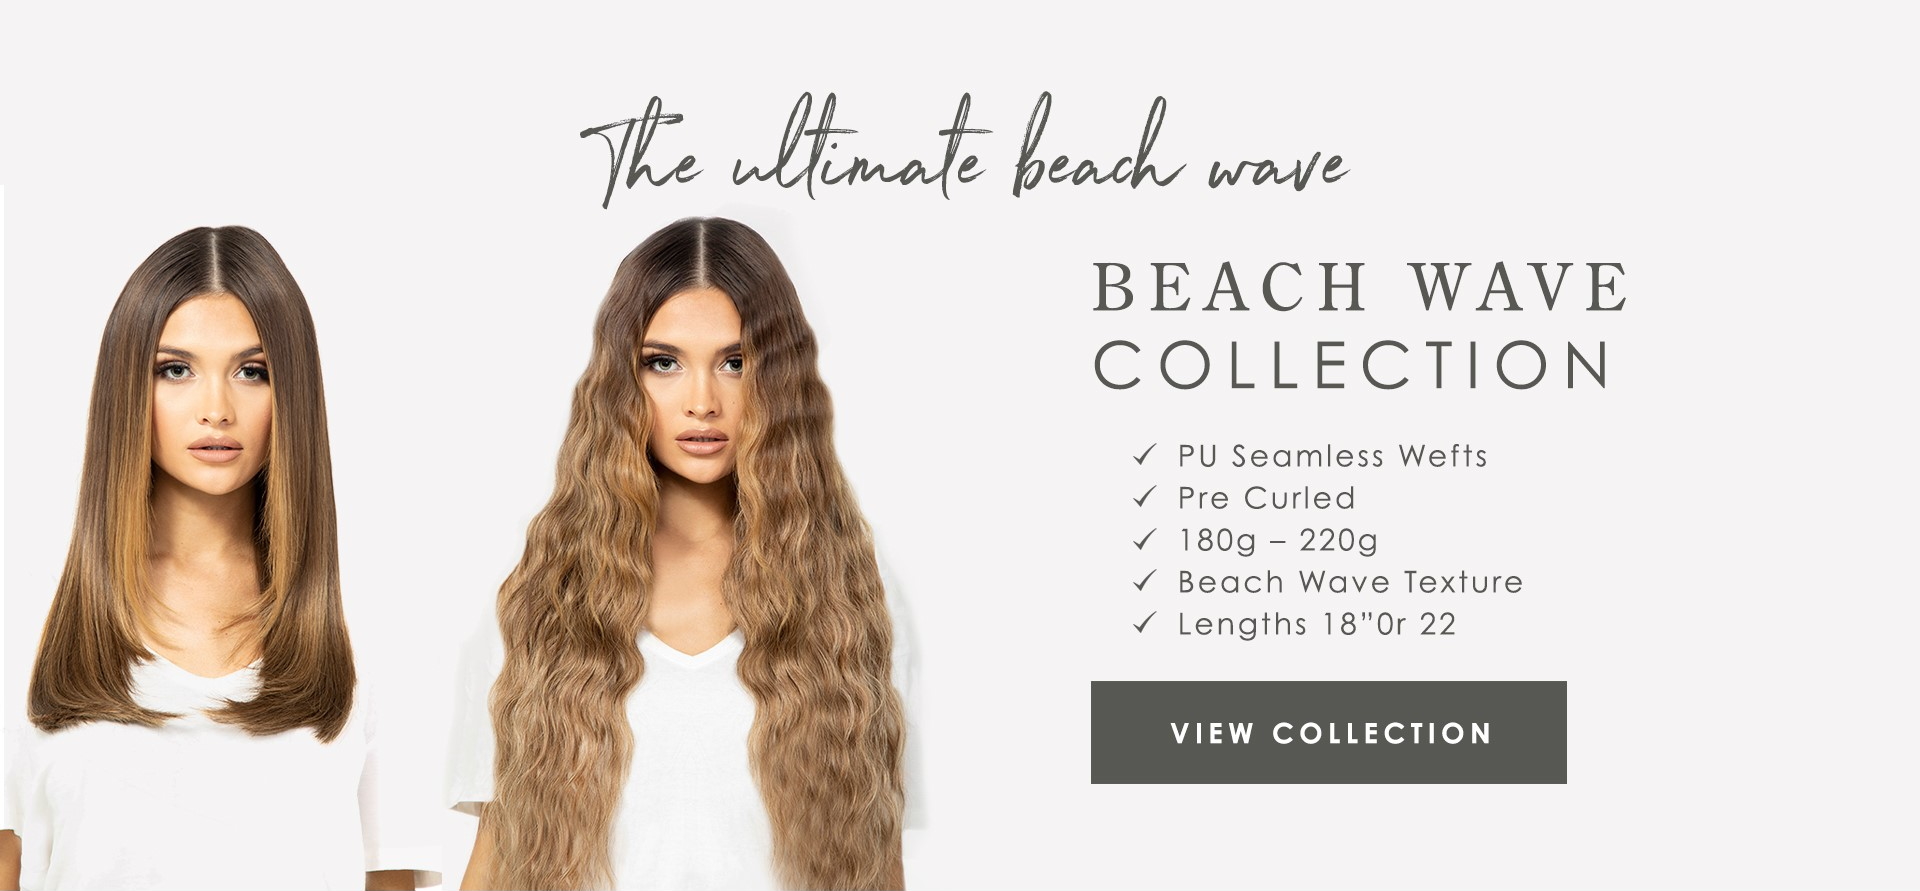 The ultimate beach wave
BEACH WAVE
COLLECTION
✓ PU Seamless Wefts
✓ Pre Curled
✓ 180g – 220g
✓ Beach Wave Texture
✓ Lengths 18”0r 22
VIEW COLLECTION